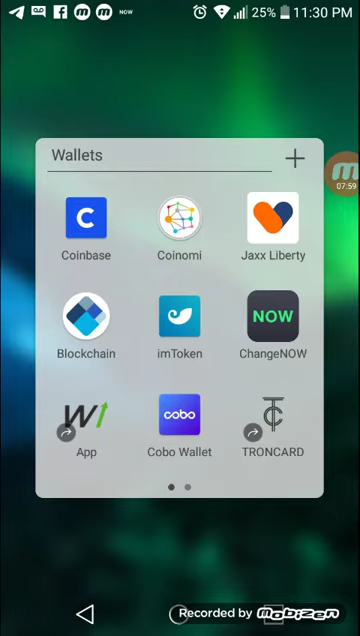 NOW 25% 11:30 PM
Wallets
07:59
C
Coinbase Coinomi Jaxx Liberty
NOW
Blockchain imToken ChangeNOW
cobo
App Cobo Wallet TRONCARD
Recorded by mobizen